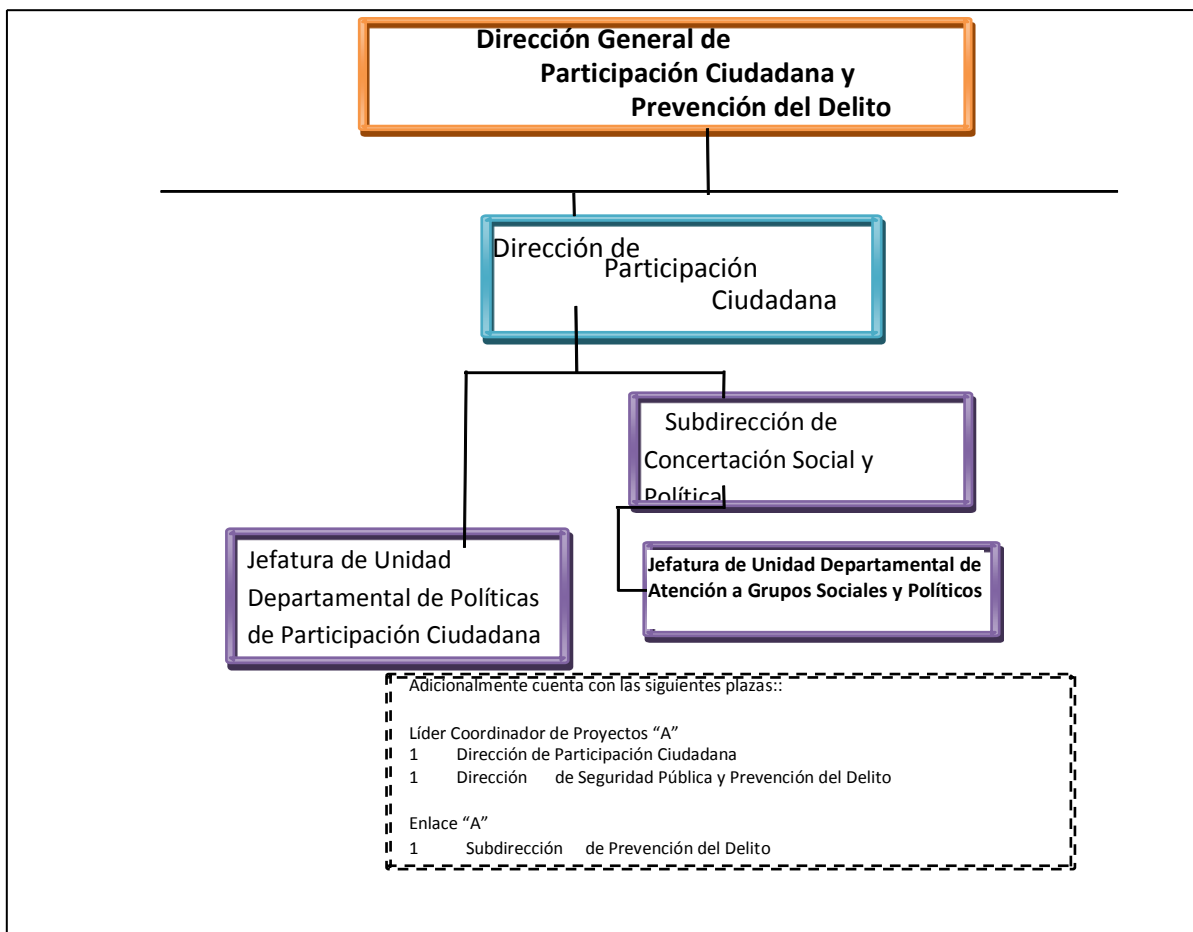 Dirección General de
Participación Ciudadana y
Prevención del Delito
Dirección de
Participación
Ciudadana
Subdirección de
Concertación Social y
Política
Jefatura de Unidad
Departamental de Políticas
de Participación Ciudadana
Jefatura de Unidad Departamental de
Atención a Grupos Sociales y Políticos
Adicionalmente cuenta con las siguientes plazas::
Líder Coordinador de Proyectos “A”
1 Dirección de Participación Ciudadana
1 Dirección de Seguridad Pública y Prevención del Delito
Enlace “A”
1 Subdirección de Prevención del Delito